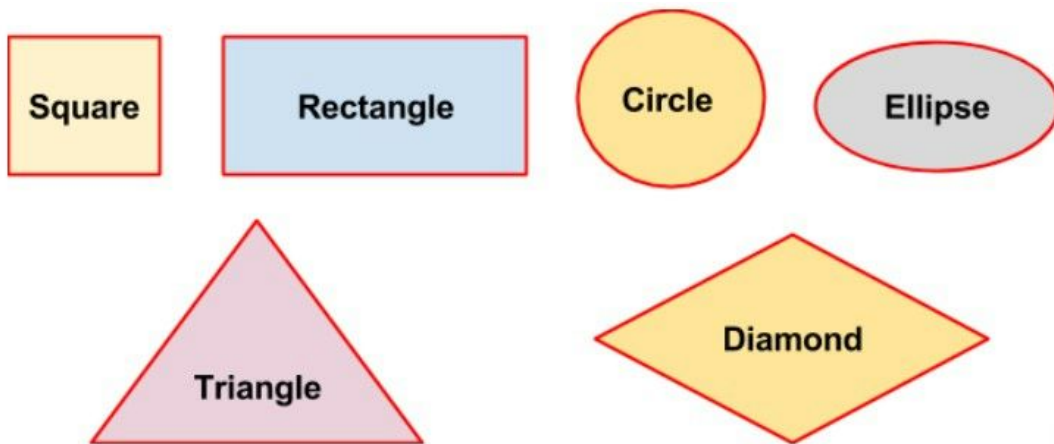 Square
Rectangle
Circle
Ellipse
Triangle
Diamond